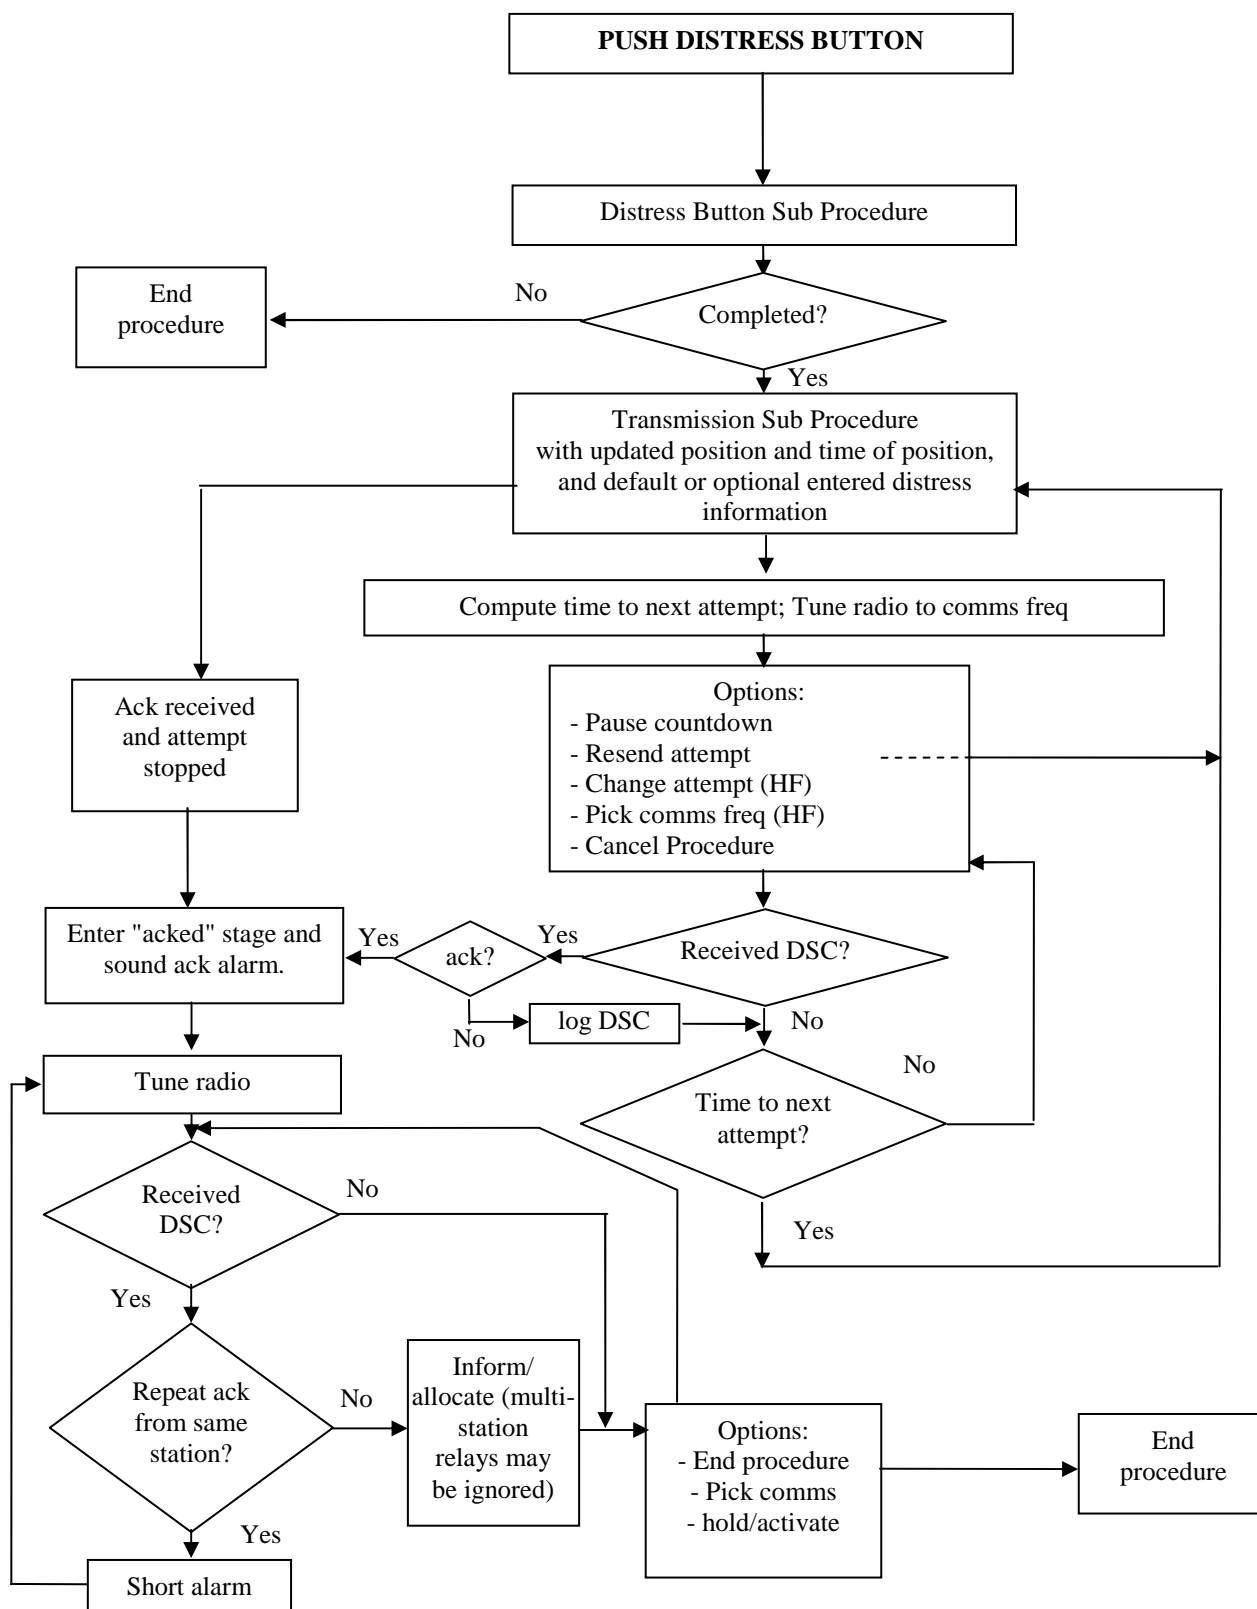 PUSH DISTRESS BUTTON
Distress Button Sub Procedure
End
procedure
No
Completed?
Yes
Transmission Sub Procedure
with updated position and time of position,
and default or optional entered distress
information
Compute time to next attempt; Tune radio to comms freq
Ack received
and attempt
stopped
Options:
- Pause countdown
- Resend attempt
- Change attempt (HF)
- Pick comms freq (HF)
- Cancel Procedure
Enter "acked" stage and
sound ack alarm.
Yes
ack?
Yes
Received DSC?
No
log DSC
No
Tune radio
Time to next
attempt?
No
Yes
Received
DSC?
No
Yes
Repeat ack
from same
station?
No
Inform/
allocate (multi-
station
relays may
be ignored)
Options:
- End procedure
- Pick comms
- hold/activate
End
procedure
Yes
Short alarm